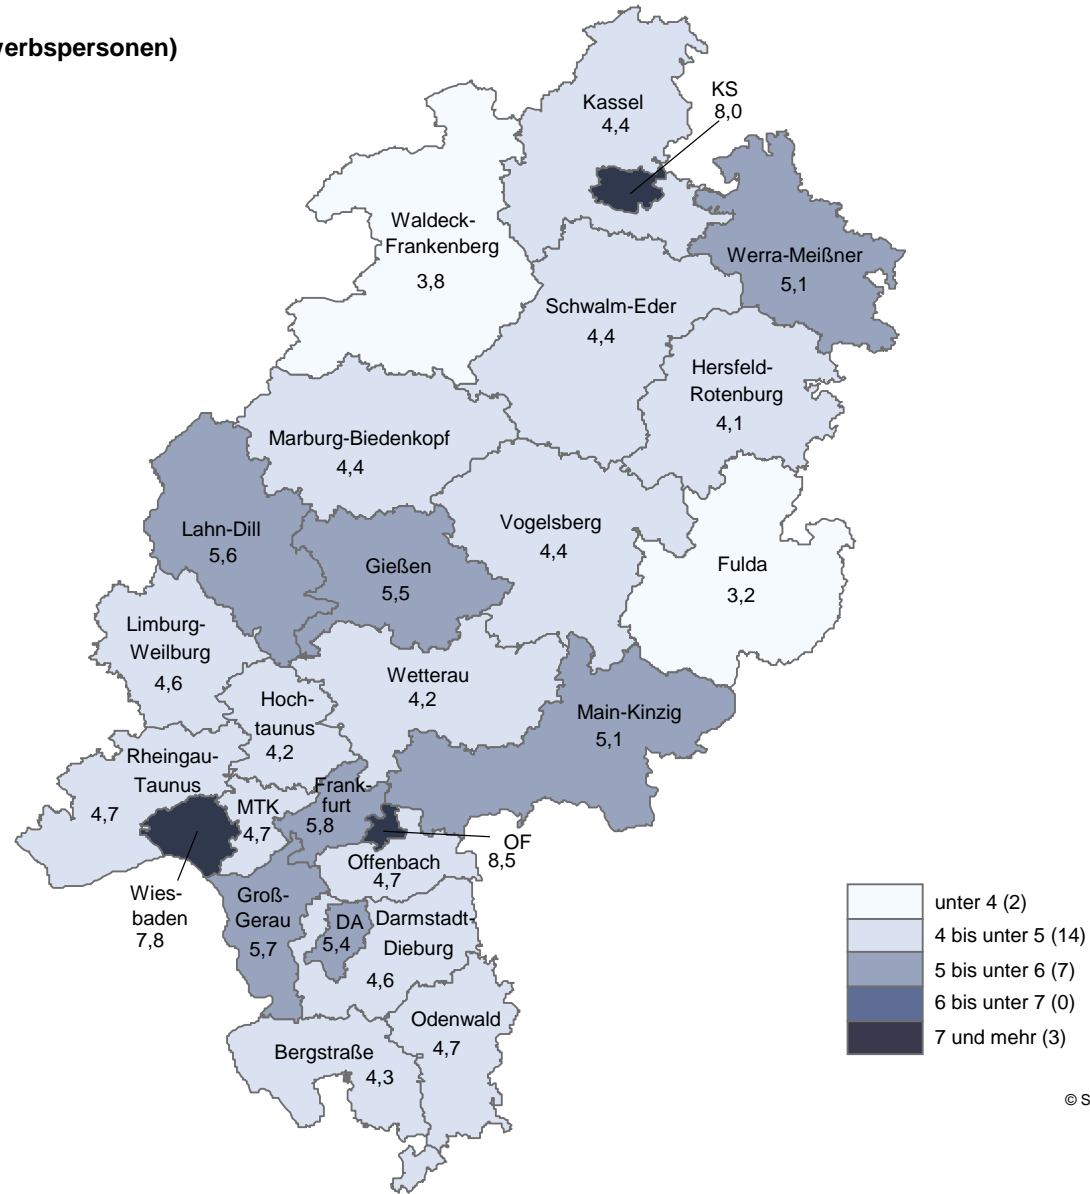 verbspersonen)
KS
8,0
Kassel
4,4
Waldeck-
Frankenberg
3,8
Werra-Meißner
5,1
Schwalm-Eder
4,4
Hersfeld-
Rotenburg
4,1
Marburg-Biedenkopf
4,4
Lahn-Dill
5,6
Gießen
5,5
Vogelsberg
4,4
Fulda
3,2
Limburg-
Weilburg
4,6
Hoch-
taunus
4,2
Wetterau
4,2
Main-Kinzig
5,1
Rheingau-
Taunus
4,7
MTK
4,7
Frank-
furt
5,8
OF
8,5
Offenbach
4,7
Wies-
baden
7,8
Groß-
Gerau
5,7
DA
5,4
Darmstadt-
Dieburg
4,6
Odenwald
4,7
Bergstraße
4,3
unter 4 (2)
4 bis unter 5 (14)
5 bis unter 6 (7)
6 bis unter 7 (0)
7 und mehr (3)
© S